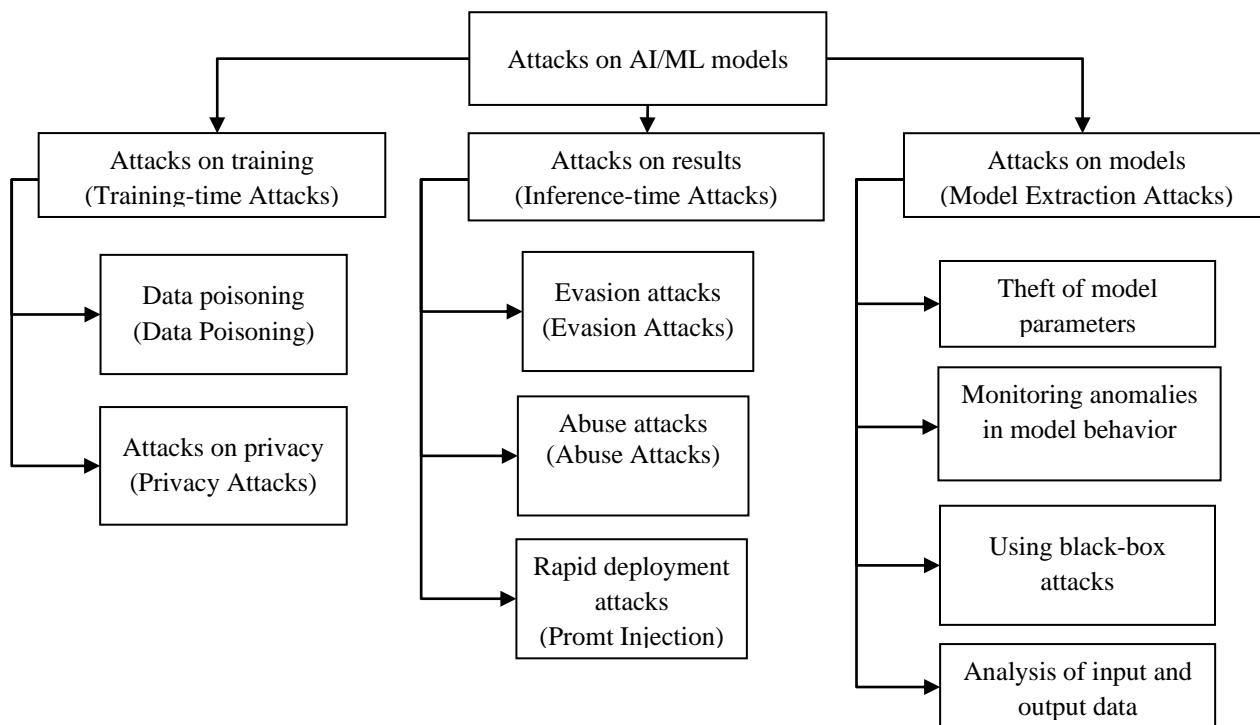 Attacks on AI/ML models
Attacks on training
(Training-time Attacks)
Attacks on results
(Inference-time Attacks)
Attacks on models
(Model Extraction Attacks)
Data poisoning
(Data Poisoning)
Attacks on privacy
(Privacy Attacks)
Evasion attacks
(Evasion Attacks)
Abuse attacks
(Abuse Attacks)
Rapid deployment
attacks
(Promt Injection)
Theft of model
parameters
Monitoring anomalies
in model behavior
Using black-box
attacks
Analysis of input and
output data